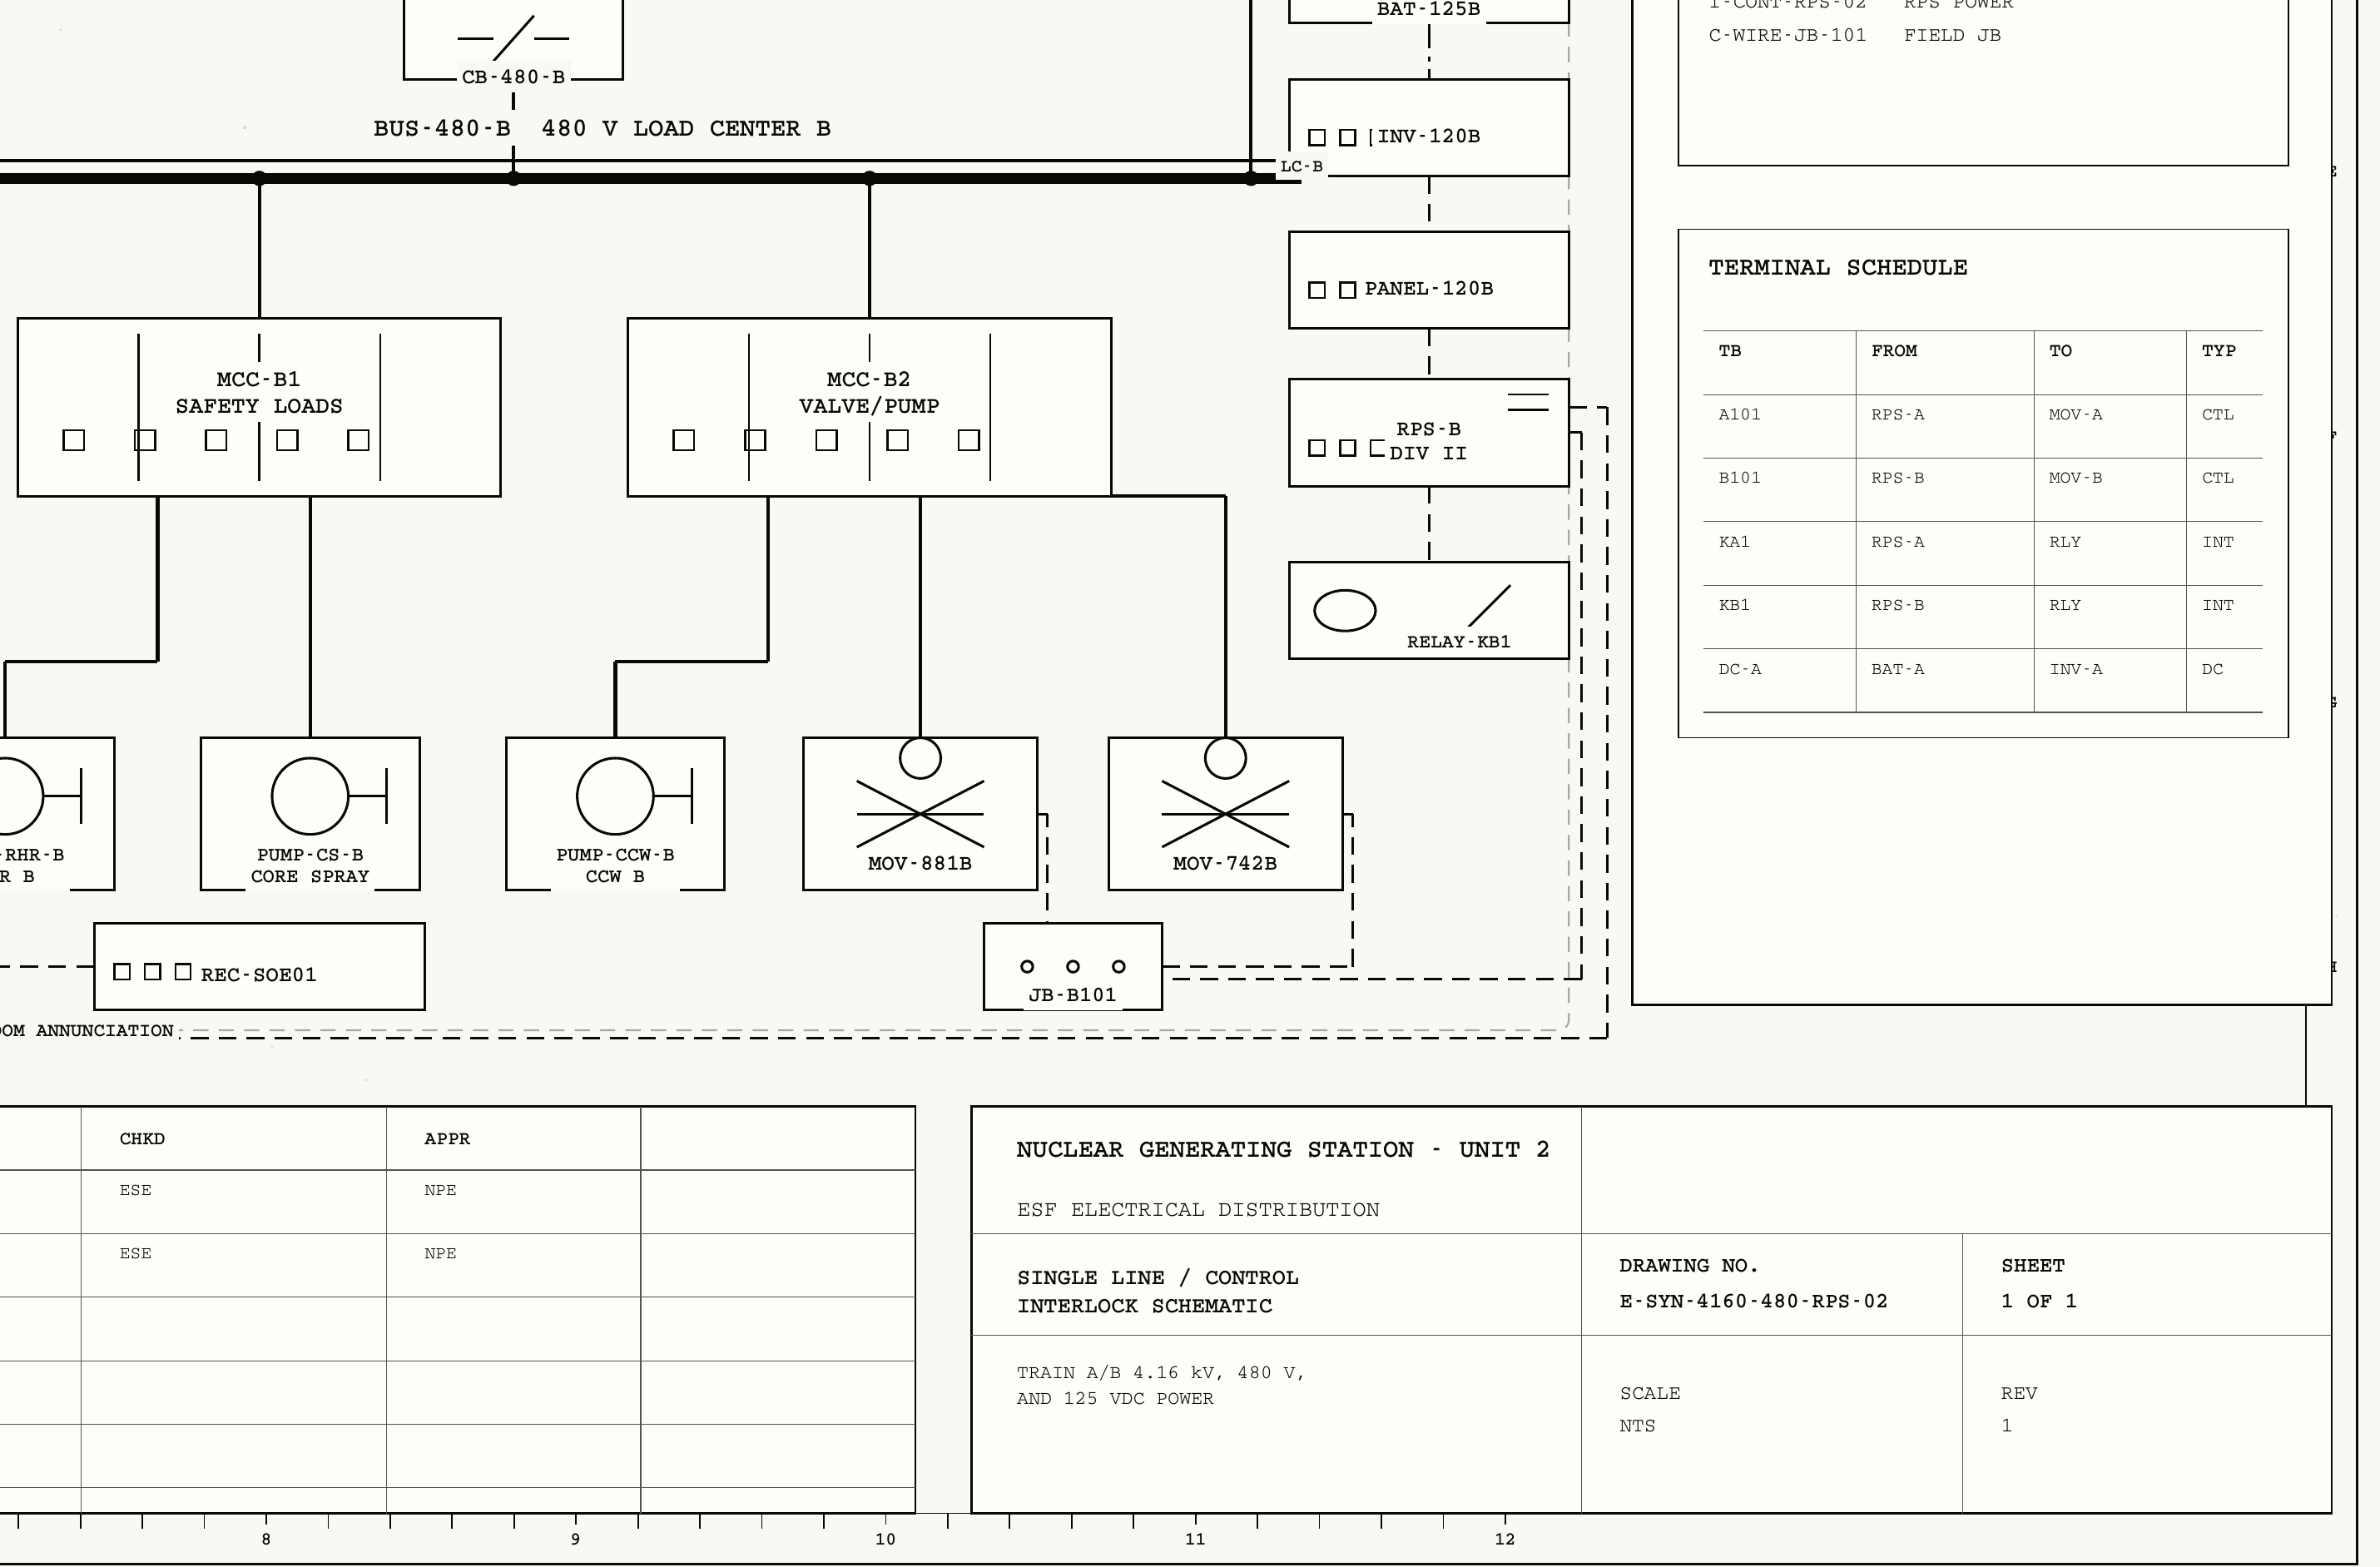 BAT-125B
RPS POWER
C-WIRE-JB-101 FIELD JB
CB-480-B
BUS-480-B 480 V LOAD CENTER B
INV-120B
LC-B
PANEL-120B
TERMINAL SCHEDULE
TB FROM TO TYP
A101 RPS-A MOV-A CTL
B101 RPS-B MOV-B CTL
KA1 RPS-A RLY INT
KB1 RPS-B RLY INT
DC-A BAT-A INV-A DC
MCC-B1
SAFETY LOADS
MCC-B2
VALVE/PUMP
RPS-B
DIV II
RELAY-KB1
-RHR-B
R B
PUMP-CS-B
CORE SPRAY
PUMP-CCW-B
CCW B
MOV-881B
MOV-742B
REC-SOE01
JB-B101
OM ANNUNCIATION
CHKD APPR
ESE NPE
ESE NPE
NUCLEAR GENERATING STATION - UNIT 2
ESF ELECTRICAL DISTRIBUTION
SINGLE LINE / CONTROL
INTERLOCK SCHEMATIC
TRAIN A/B 4.16 kV, 480 V,
AND 125 VDC POWER
DRAWING NO.
E-SYN-4160-480-RPS-02
SHEET
1 OF 1
SCALE
NTS
REV
1
8 9 10 11 12